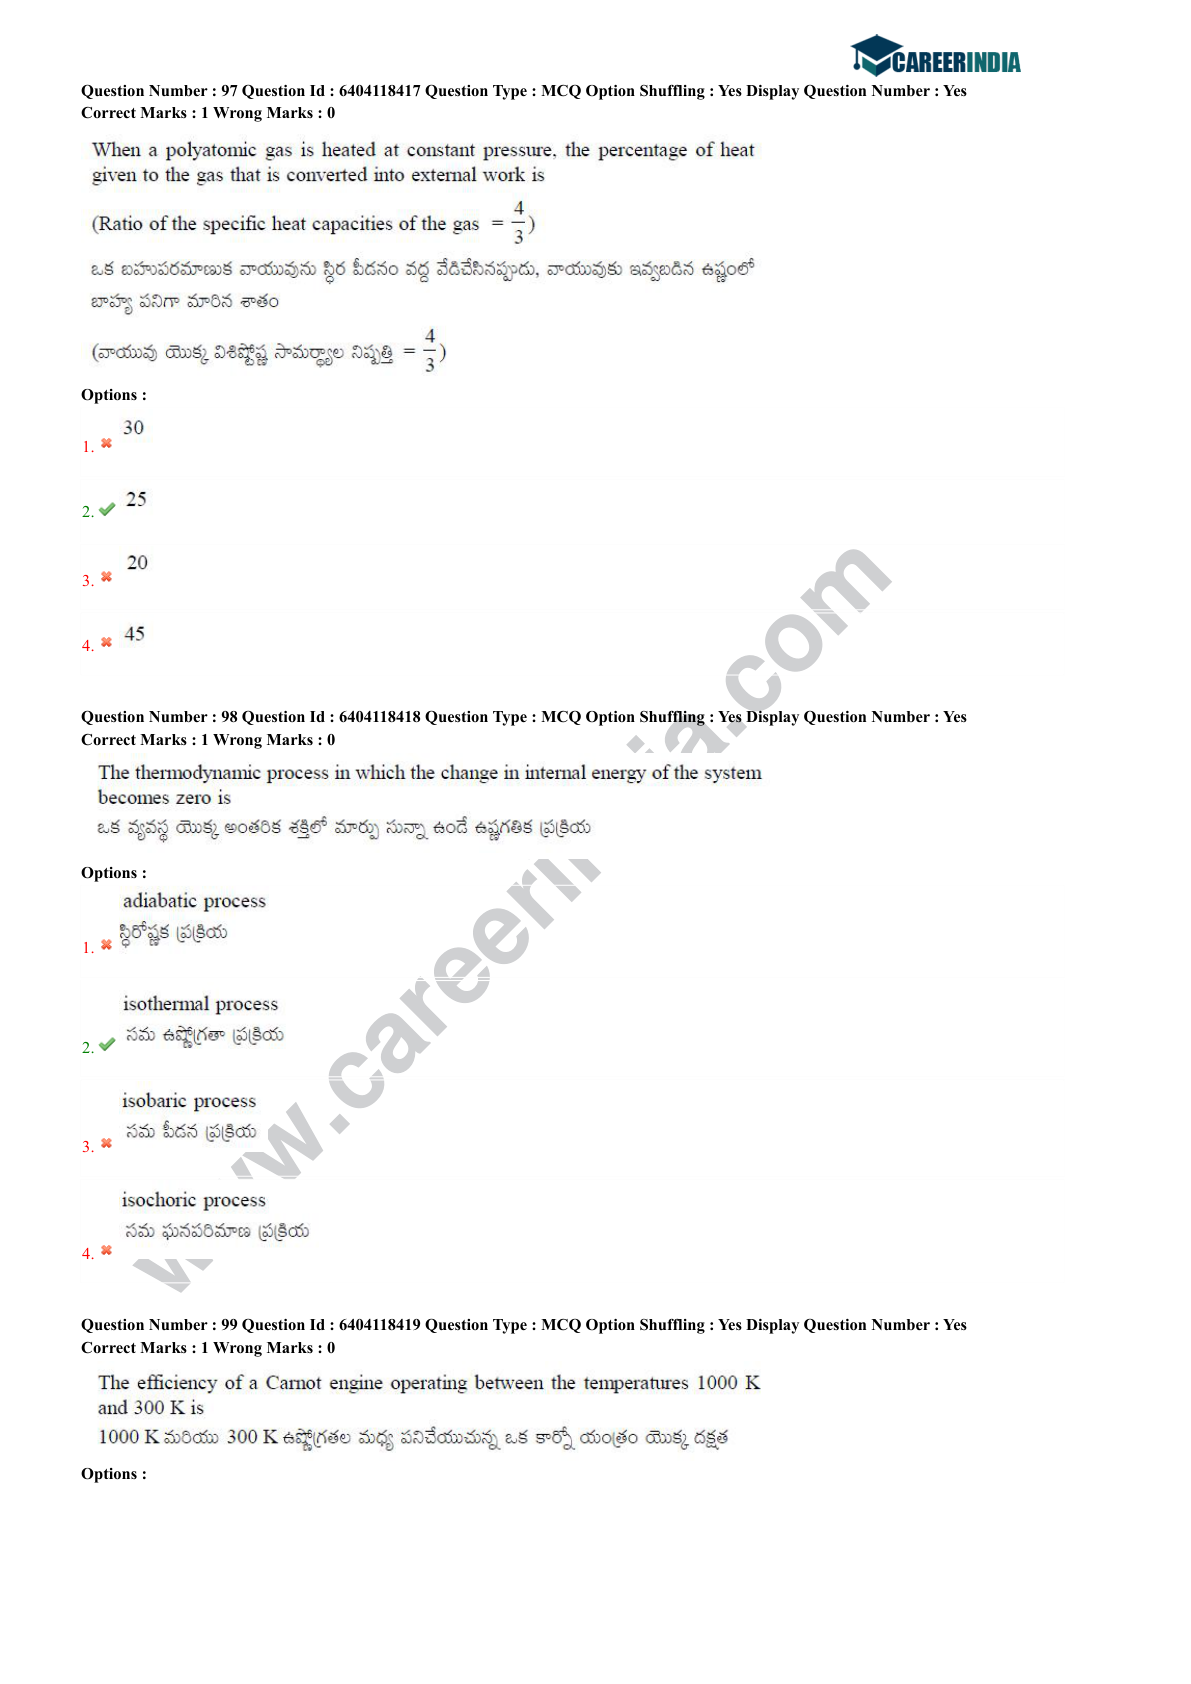 CAREERINDIA
Question Number : 97 Question Id : 6404118417 Question Type : MCQ Option Shuffling : Yes Display Question Number : Yes
Correct Marks : 1 Wrong Marks : 0
When a polyatomic gas is heated at constant pressure, the percentage of heat
given to the gas that is converted into external work is
(Ratio of the specific heat capacities of the gas = 4/3)
ఒక బహుపరమాణుక వాయువును స్థిర పీడనం వద్ద వేడిచేసినప్పుడు, వాయువుకు ఇవ్వబడిన ఉష్ణంలో
బాహ్య పనిగా మారిన శాతం
(వాయువు యొక్క విశిష్టోష్ణ సామర్థ్యాల నిష్పత్తి = 4/3)
Options :
1. 30
2. 25
3. 20
4. 45
Question Number : 98 Question Id : 6404118418 Question Type : MCQ Option Shuffling : Yes Display Question Number : Yes
Correct Marks : 1 Wrong Marks : 0
The thermodynamic process in which the change in internal energy of the system
becomes zero is
ఒక వ్యవస్థ యొక్క అంతరిక శక్తిలో మార్పు సున్నా ఉండే ఉష్ణగతిక ప్రక్రియ
Options :
adiabatic process
1. స్థిరోష్ణక ప్రక్రియ
isothermal process
2. సమ ఉష్ణోగ్రతా ప్రక్రియ
isobaric process
3. సమ పీడన ప్రక్రియ
isochoric process
సమ ఘనపరిమాణ ప్రక్రియ
4.
Question Number : 99 Question Id : 6404118419 Question Type : MCQ Option Shuffling : Yes Display Question Number : Yes
Correct Marks : 1 Wrong Marks : 0
The efficiency of a Carnot engine operating between the temperatures 1000 K
and 300 K is
1000 K మరియు 300 K ఉష్ణోగ్రతల మధ్య పనిచేయుచున్న ఒక కార్నో యంత్రం యొక్క దక్షత
Options :